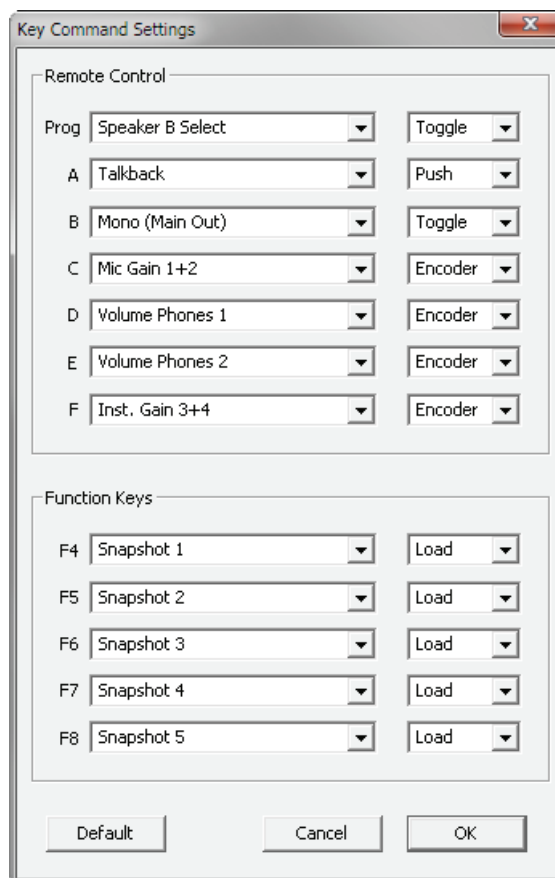 Key Command Settings
Remote Control
Prog Speaker B Select Toggle
A Talkback Push
B Mono (Main Out) Toggle
C Mic Gain 1+2 Encoder
D Volume Phones 1 Encoder
E Volume Phones 2 Encoder
F Inst. Gain 3+4 Encoder
Function Keys
F4 Snapshot 1 Load
F5 Snapshot 2 Load
F6 Snapshot 3 Load
F7 Snapshot 4 Load
F8 Snapshot 5 Load
Default Cancel OK